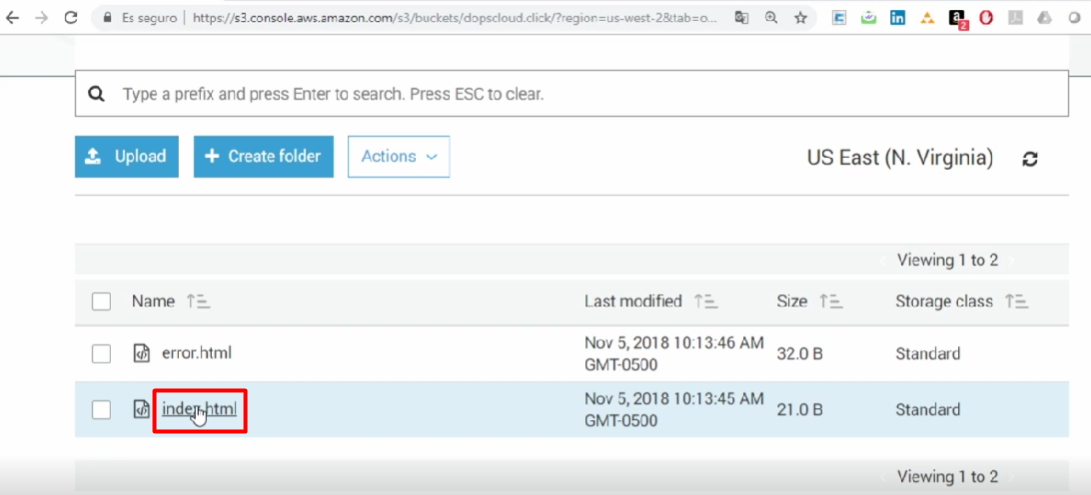 Es seguro | https://s3.console.aws.amazon.com/s3/buckets/dopscloud.click/?region=us-west-2&tab=o...
2
Type a prefix and press Enter to search. Press ESC to clear.
Upload + Create folder Actions US East (N. Virginia)
Viewing 1 to 2
Name Last modified Size Storage class
error.html Nov 5, 2018 10:13:46 AM GMT-0500 32.0 B Standard
index.html Nov 5, 2018 10:13:45 AM GMT-0500 21.0 B Standard
Viewing 1 to 2